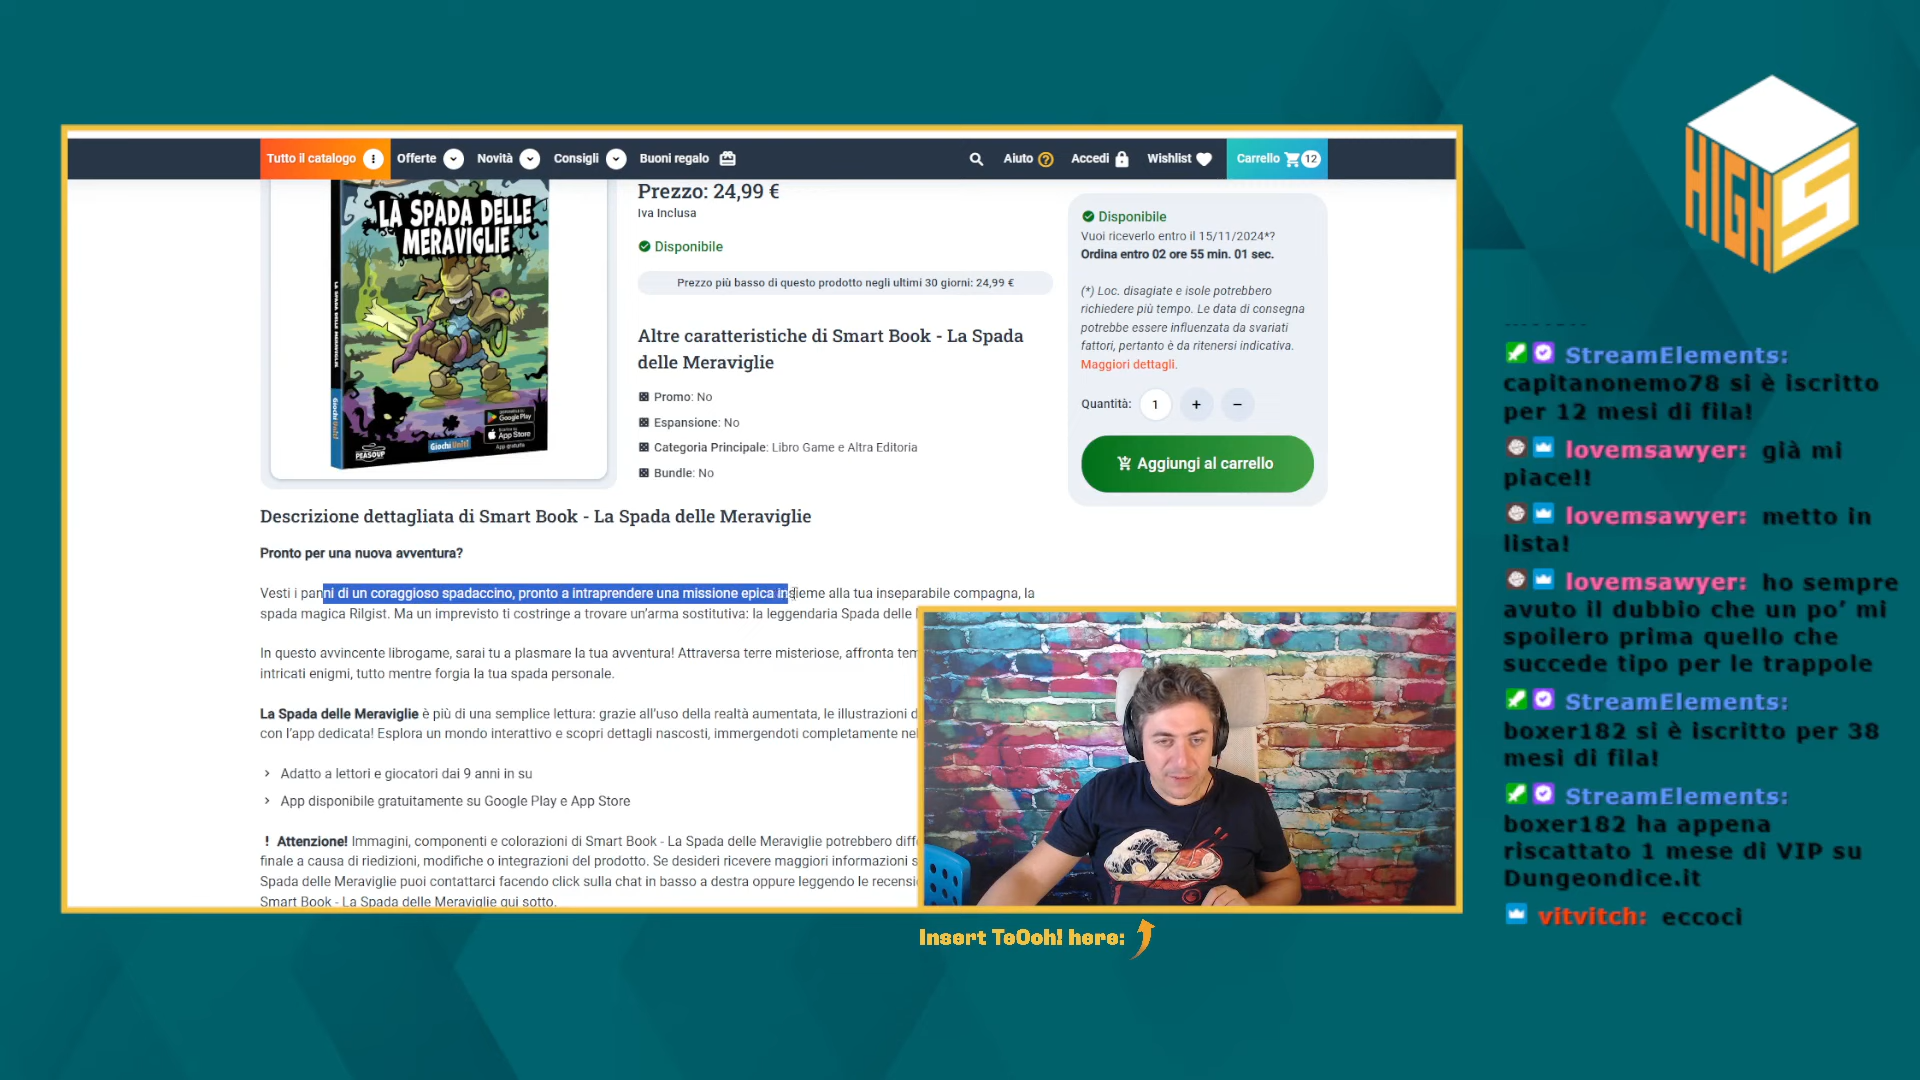 Tutto il catalogo
Offerte
Novità
Consigli
Buoni regalo
Aiuto
Accedi
Wishlist
Carrello
12
LA SPADA DELLE
MERAVIGLIE
LA SPADA DELLE MERAVIGLIE
Giochi Uniti
PEASOUP
Giochi Uniti
Google Play
App Store
Prezzo: 24,99 €
Iva Inclusa
Disponibile
Prezzo più basso di questo prodotto negli ultimi 30 giorni: 24,99 €
Altre caratteristiche di Smart Book - La Spada
delle Meraviglie
Promo: No
Espansione: No
Categoria Principale: Libro Game e Altra Editoria
Bundle: No
Disponibile
Vuoi riceverlo entro il 15/11/2024*?
Ordina entro 02 ore 55 min. 01 sec.
(*) Loc. disagiate e isole potrebbero
richiedere più tempo. Le data di consegna
potrebbe essere influenzata da svariati
fattori, pertanto è da ritenersi indicativa.
Maggiori dettagli.
Quantità: 1 + −
Aggiungi al carrello
Descrizione dettagliata di Smart Book - La Spada delle Meraviglie
Pronto per una nuova avventura?
Vesti i panni di un coraggioso spadaccino, pronto a intraprendere una missione epica insieme alla tua inseparabile compagna, la
spada magica Rilgist. Ma un imprevisto ti costringe a trovare un'arma sostitutiva: la leggendaria Spada delle
In questo avvincente librogame, sarai tu a plasmare la tua avventura! Attraversa terre misteriose, affronta
intricati enigmi, tutto mentre forgia la tua spada personale.
La Spada delle Meraviglie è più di una semplice lettura: grazie all'uso della realtà aumentata, le illustrazioni
con l'app dedicata! Esplora un mondo interattivo e scopri dettagli nascosti, immergendoti completamente
Adatto a lettori e giocatori dai 9 anni in su
App disponibile gratuitamente su Google Play e App Store
! Attenzione! Immagini, componenti e colorazioni di Smart Book - La Spada delle Meraviglie potrebbero
finale a causa di riedizioni, modifiche o integrazioni del prodotto. Se desideri ricevere maggiori informazioni
Spada delle Meraviglie puoi contattarci facendo click sulla chat in basso a destra oppure leggendo le
Smart Book - La Spada delle Meraviglie qui sotto.
Insert TeOoh! here:
HIGH 5
StreamElements:
capitanonemo78 si è iscritto
per 12 mesi di fila!
lovemsawyer: già mi
piace!!
lovemsawyer: metto in
lista!
lovemsawyer: ho sempre
avuto il dubbio che un po' mi
spoilero prima quello che
succede tipo per le trappole
StreamElements:
boxer182 si è iscritto per 38
mesi di fila!
StreamElements:
boxer182 ha appena
riscattato 1 mese di VIP su
Dungeondice.it
vitvitch: eccoci